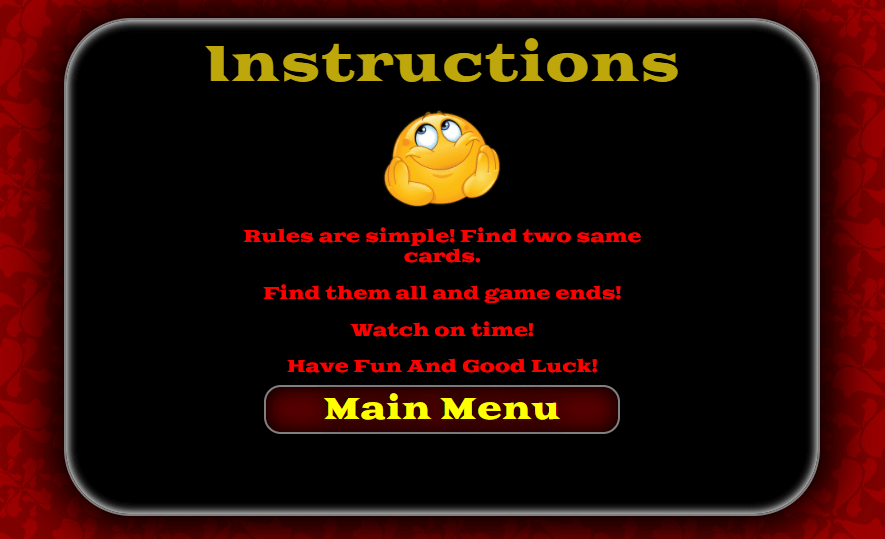 Instructions
Rules are simple! Find two same
cards.
Find them all and game ends!
Watch on time!
Have Fun And Good Luck!
Main Menu